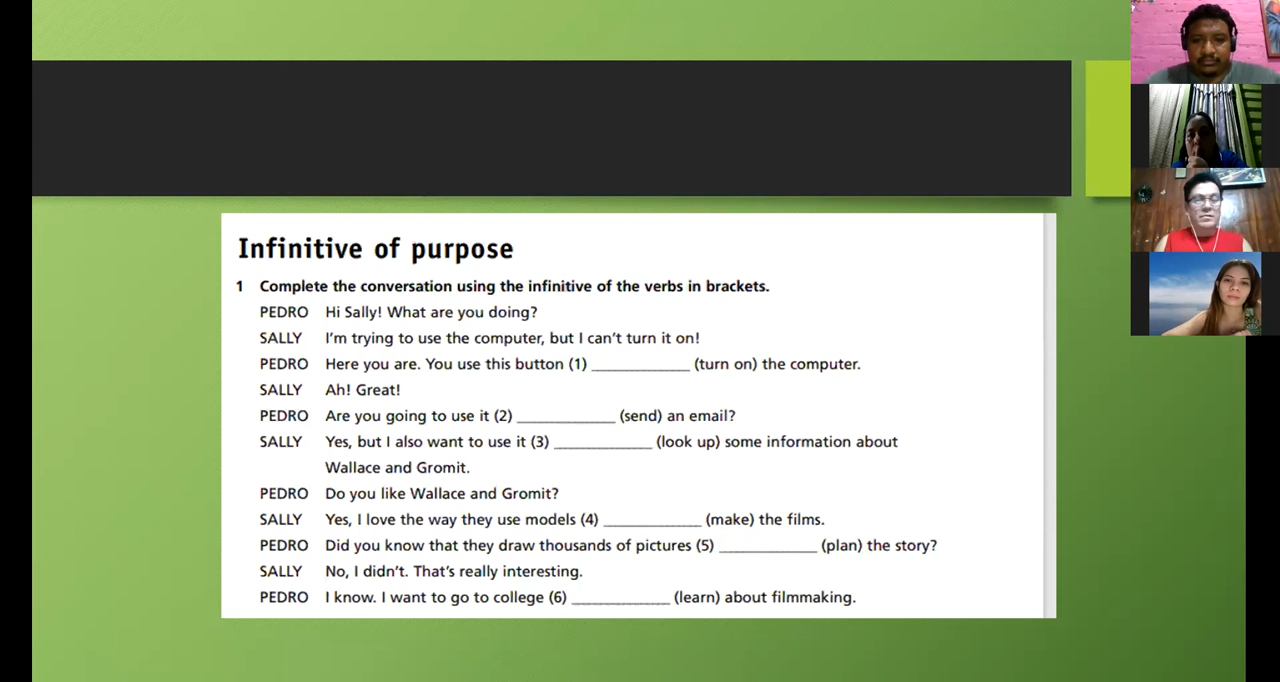 Infinitive of purpose
1 Complete the conversation using the infinitive of the verbs in brackets.
PEDRO Hi Sally! What are you doing?
SALLY I'm trying to use the computer, but I can't turn it on!
PEDRO Here you are. You use this button (1) ____________ (turn on) the computer.
SALLY Ah! Great!
PEDRO Are you going to use it (2) ____________ (send) an email?
SALLY Yes, but I also want to use it (3) ____________ (look up) some information about
Wallace and Gromit.
PEDRO Do you like Wallace and Gromit?
SALLY Yes, I love the way they use models (4) ____________ (make) the films.
PEDRO Did you know that they draw thousands of pictures (5) ____________ (plan) the story?
SALLY No, I didn't. That's really interesting.
PEDRO I know. I want to go to college (6) ____________ (learn) about filmmaking.